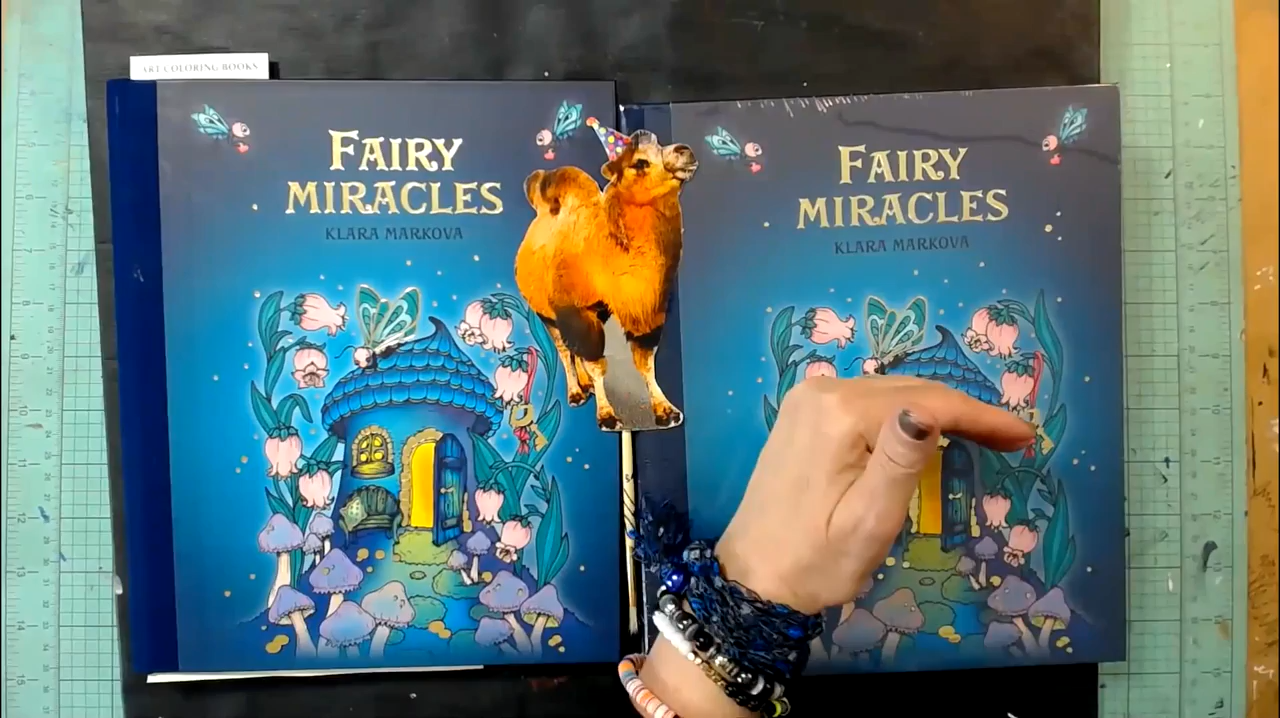 ART COLORING BOOKS
FAIRY
MIRACLES
KLARA MARKOVA
FAIRY
MIRACLES
KLARA MARKOVA